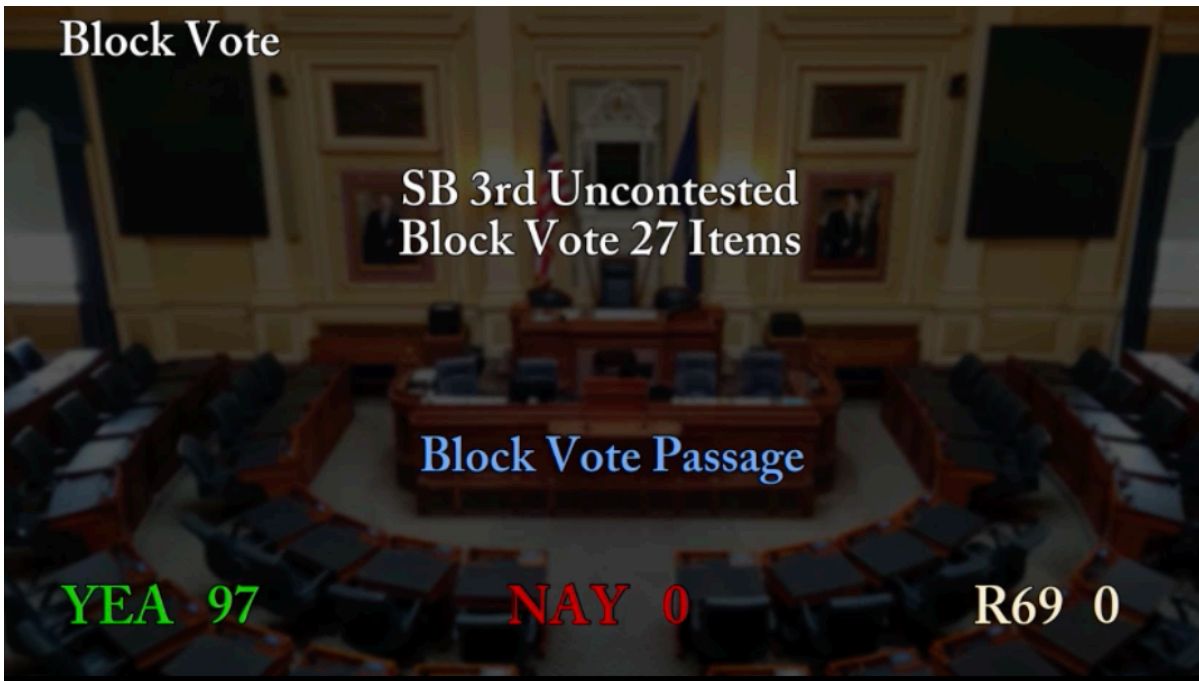 Block Vote
SB 3rd Uncontested
Block Vote 27 Items
Block Vote Passage
YEA 97
NAY 0
R69 0